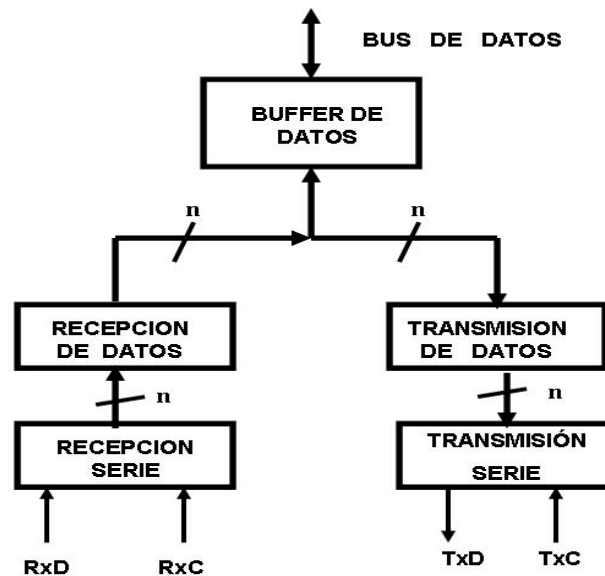 BUS DE DATOS
BUFFER DE
DATOS
n
n
RECEPCION
DE DATOS
TRANSMISION
DE DATOS
n
n
RECEPCION
SERIE
TRANSMISIÓN
SERIE
RxD
RxC
TxD
TxC